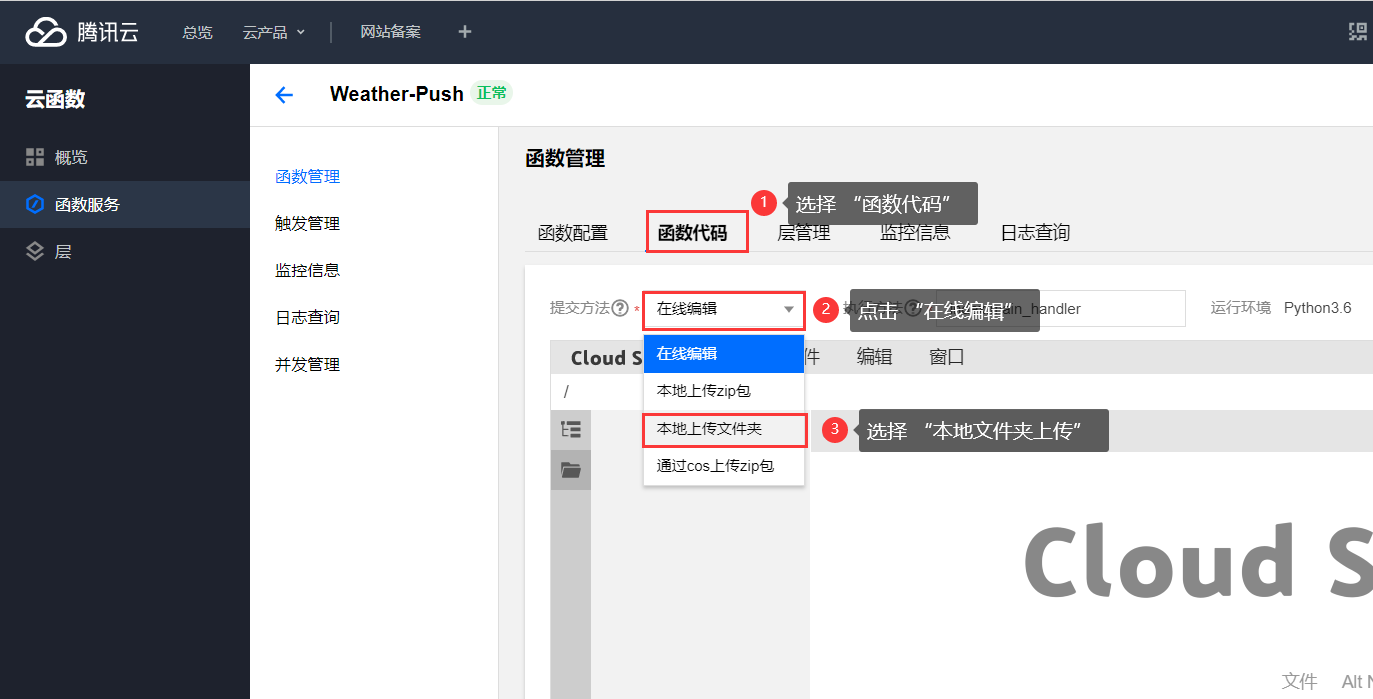 腾讯云 总览 云产品 网站备案 +
云函数
概览
函数服务
层
Weather-Push 正常
函数管理
触发管理
监控信息
日志查询
并发管理
函数管理
1 选择 “函数代码”
函数配置 函数代码 层管理 监控信息 日志查询
提交方法 ? * 在线编辑 2 点击 “在线编辑” in_handler 运行环境 Python3.6
Cloud S 件 编辑 窗口
在线编辑
本地上传zip包
本地上传文件夹
通过cos上传zip包
/
3 选择 “本地文件夹上传”
Cloud S
文件 Alt N